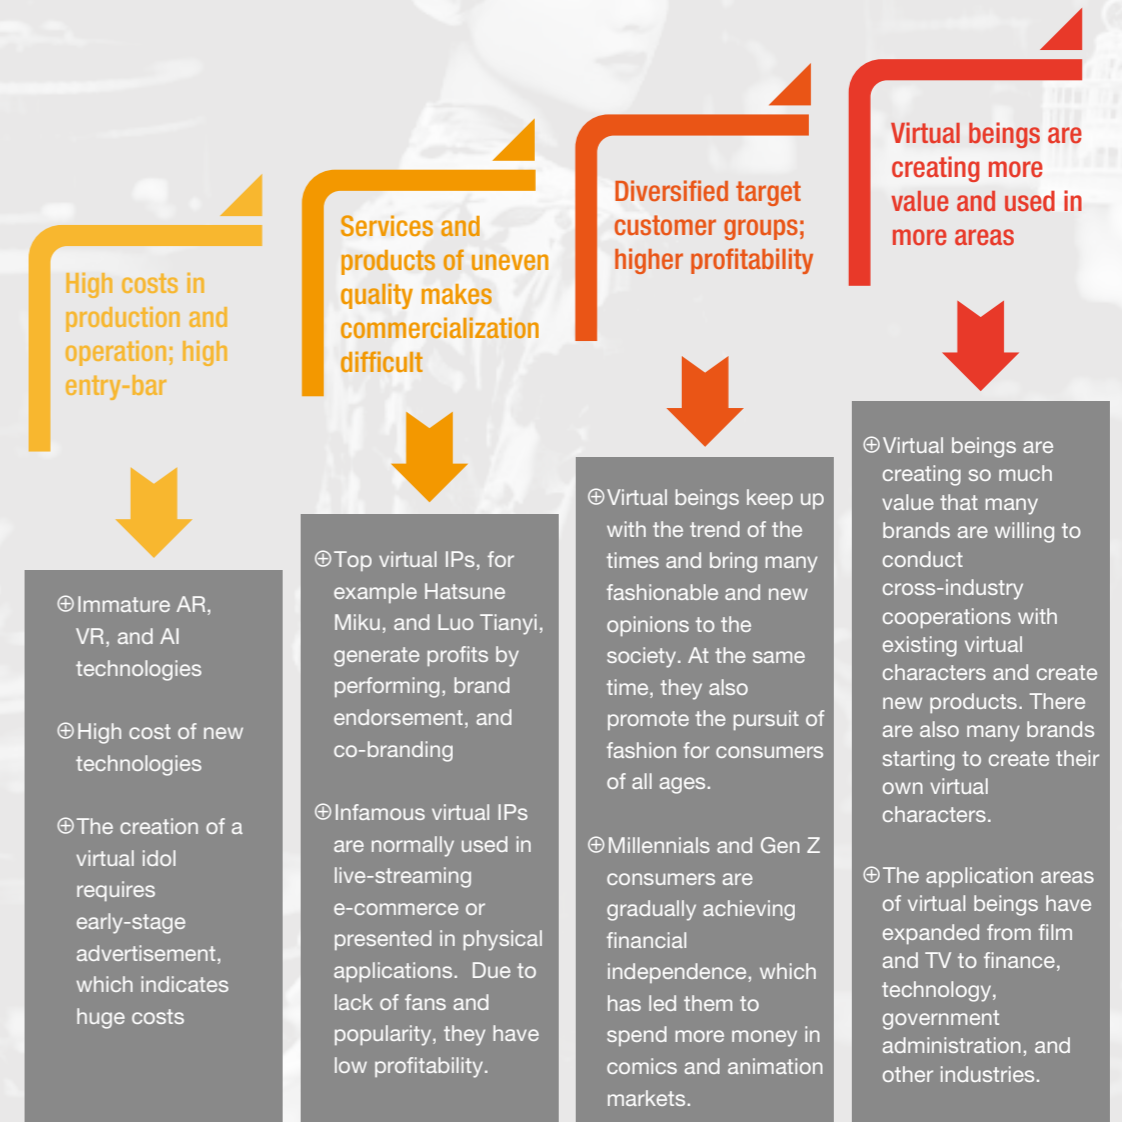 High costs in
production and
operation; high
entry-bar
⊕Immature AR,
VR, and AI
technologies
⊕High cost of new
technologies
⊕The creation of a
virtual idol
requires
early-stage
advertisement,
which indicates
huge costs
Services and
products of uneven
quality makes
commercialization
difficult
⊕Top virtual IPs, for
example Hatsune
Miku, and Luo Tianyi,
generate profits by
performing, brand
endorsement, and
co-branding
⊕Infamous virtual IPs
are normally used in
live-streaming
e-commerce or
presented in physical
applications. Due to
lack of fans and
popularity, they have
low profitability.
Diversified target
customer groups;
higher profitability
⊕Virtual beings keep up
with the trend of the
times and bring many
fashionable and new
opinions to the
society. At the same
time, they also
promote the pursuit of
fashion for consumers
of all ages.
⊕Millennials and Gen Z
consumers are
gradually achieving
financial
independence, which
has led them to
spend more money in
comics and animation
markets.
Virtual beings are
creating more
value and used in
more areas
⊕Virtual beings are
creating so much
value that many
brands are willing to
conduct
cross-industry
cooperations with
existing virtual
characters and create
new products. There
are also many brands
starting to create their
own virtual
characters.
⊕The application areas
of virtual beings have
expanded from film
and TV to finance,
technology,
government
administration, and
other industries.